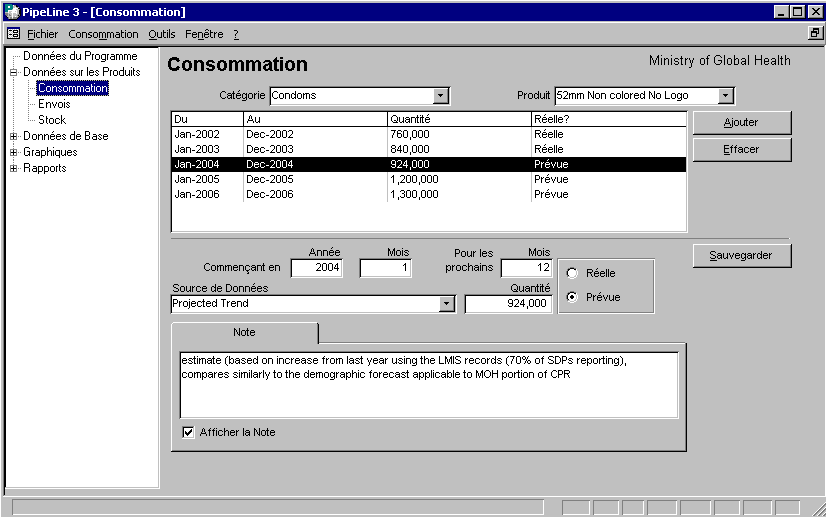 PipeLine 3 - [Consommation]
Fichier Consommation Outils Fenêtre ?
Données du Programme
Données sur les Produits
Consommation
Envois
Stock
Données de Base
Graphiques
Rapports
Consommation
Ministry of Global Health
Catégorie Condoms Produit 52mm Non colored No Logo
Du Au Quantité Réelle?
Jan-2002 Dec-2002 760,000 Réelle
Jan-2003 Dec-2003 840,000 Réelle
Jan-2004 Dec-2004 924,000 Prévue
Jan-2005 Dec-2005 1,200,000 Prévue
Jan-2006 Dec-2006 1,300,000 Prévue
Ajouter
Effacer
Année Mois Pour les Mois
Commençant en 2004 1 prochains 12
Sauvegarder
Réelle
Prévue
Source de Données Quantité
Projected Trend 924,000
Note
estimate (based on increase from last year using the LMIS records (70% of SDPs reporting),
compares similarly to the demographic forecast applicable to MOH portion of CPR
Afficher la Note